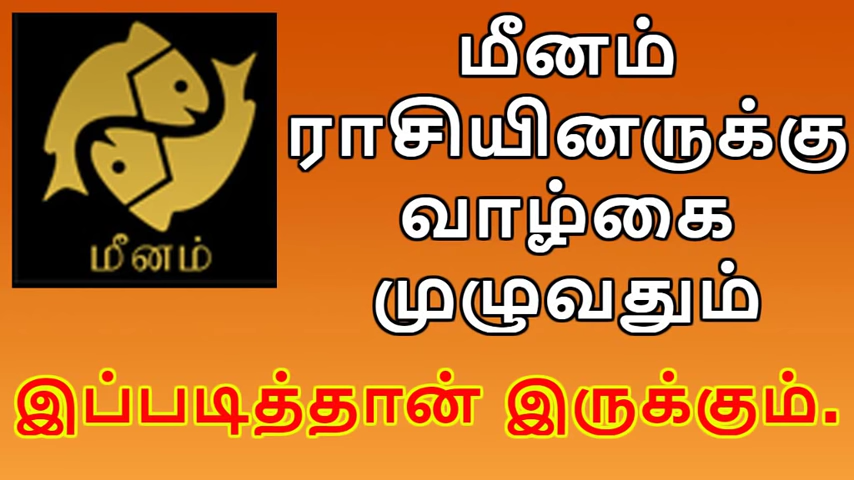 மீனம்
மீனம்
ராசியினருக்கு
வாழ்கை
முழுவதும்
இப்படித்தான் இருக்கும்.